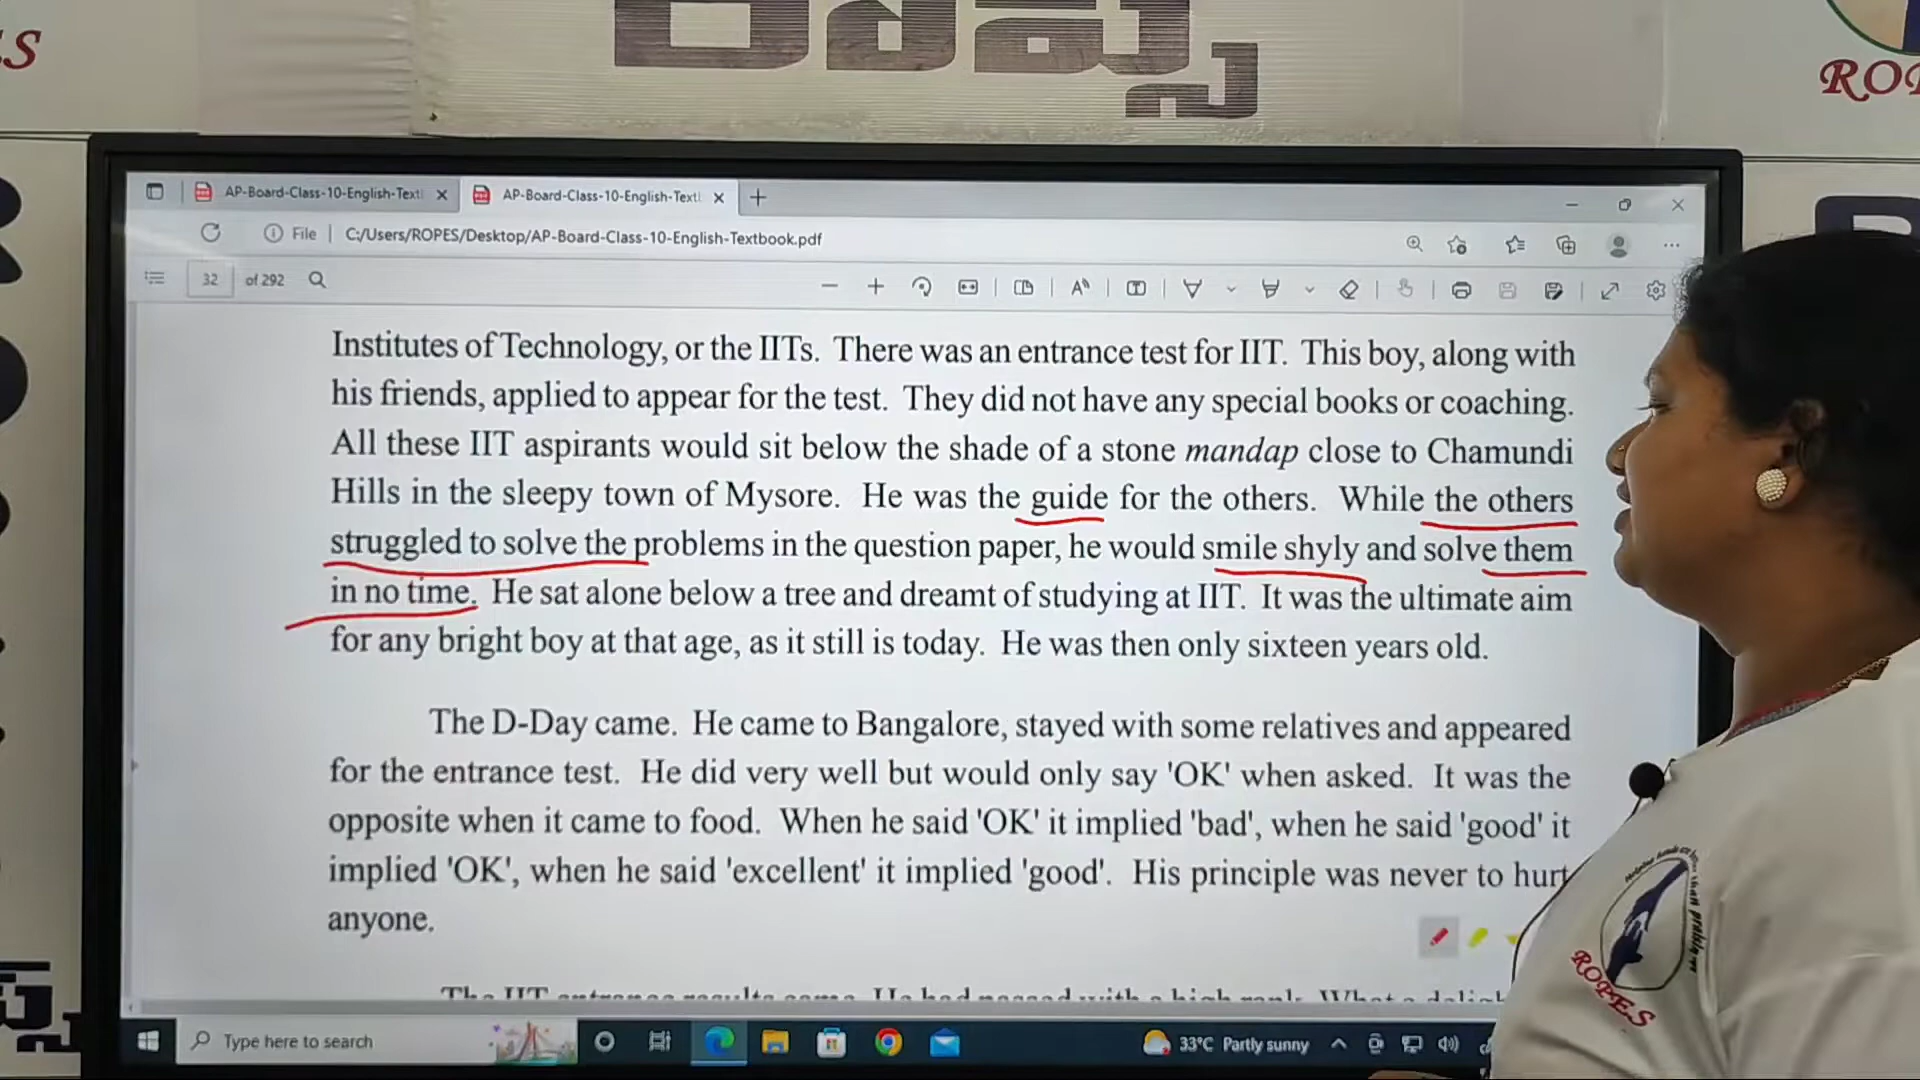 ROPES
AP-Board-Class-10-English-Text
AP-Board-Class-10-English-Textl
File
C:/Users/ROPES/Desktop/AP-Board-Class-10-English-Textbook.pdf
32 of 292
Institutes of Technology, or the IITs. There was an entrance test for IIT. This boy, along with
his friends, applied to appear for the test. They did not have any special books or coaching.
All these IIT aspirants would sit below the shade of a stone mandap close to Chamundi
Hills in the sleepy town of Mysore. He was the guide for the others. While the others
struggled to solve the problems in the question paper, he would smile shyly and solve them
in no time. He sat alone below a tree and dreamt of studying at IIT. It was the ultimate aim
for any bright boy at that age, as it still is today. He was then only sixteen years old.
The D-Day came. He came to Bangalore, stayed with some relatives and appeared
for the entrance test. He did very well but would only say 'OK' when asked. It was the
opposite when it came to food. When he said 'OK' it implied 'bad', when he said 'good' it
implied 'OK', when he said 'excellent' it implied 'good'. His principle was never to hurt
anyone.
Type here to search
33°C Partly sunny